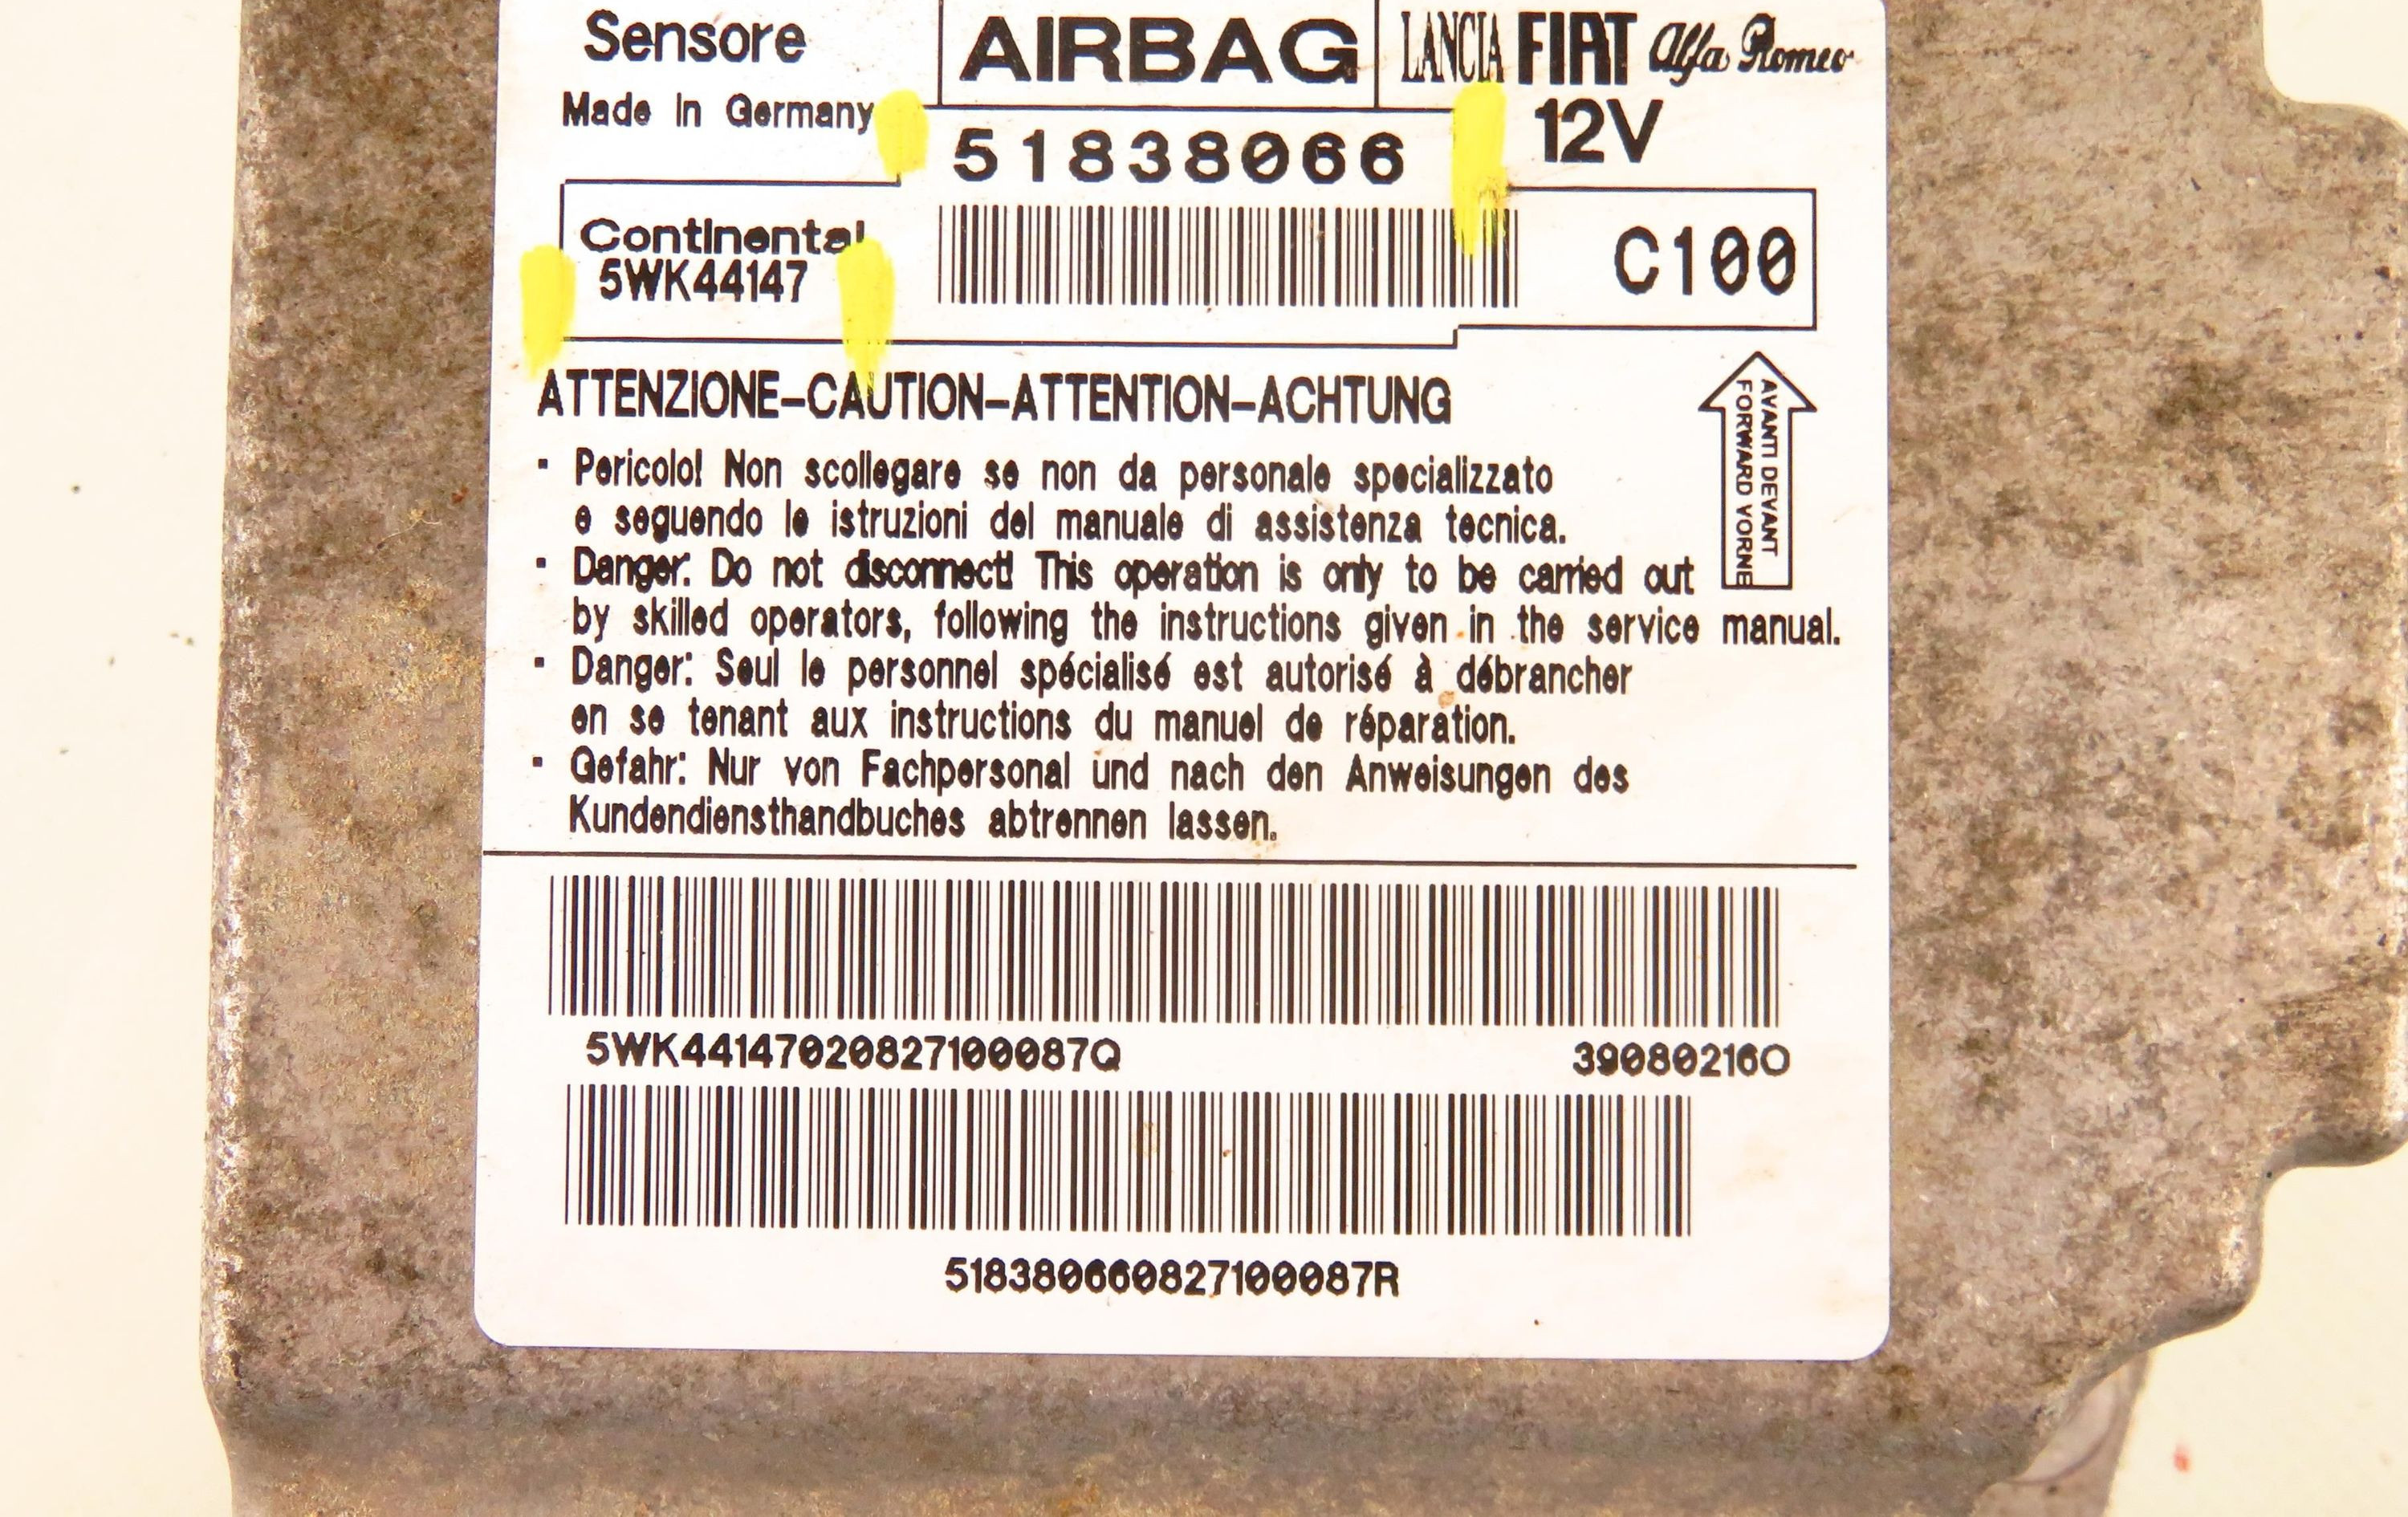 Sensore AIRBAG LANCIA FIAT Alfa Romeo
Made in Germany 12V
51838066
Continental
5WK44147
C100
ATTENZIONE-CAUTION-ATTENTION-ACHTUNG
AVANTI DEVANT
FORWARD VORNE
- Pericolo! Non scollegare se non da personale specializzato
e seguendo le istruzioni del manuale di assistenza tecnica.
- Danger: Do not disconnect! This operation is only to be carried out
by skilled operators, following the instructions given in the service manual.
- Danger: Seul le personnel spécialisé est autorisé à débrancher
en se tenant aux instructions du manuel de réparation.
- Gefahr: Nur von Fachpersonal und nach den Anweisungen des
Kundendiensthandbuches abtrennen lassen.
5WK44147020827100087Q 390802160
518380660827100087R